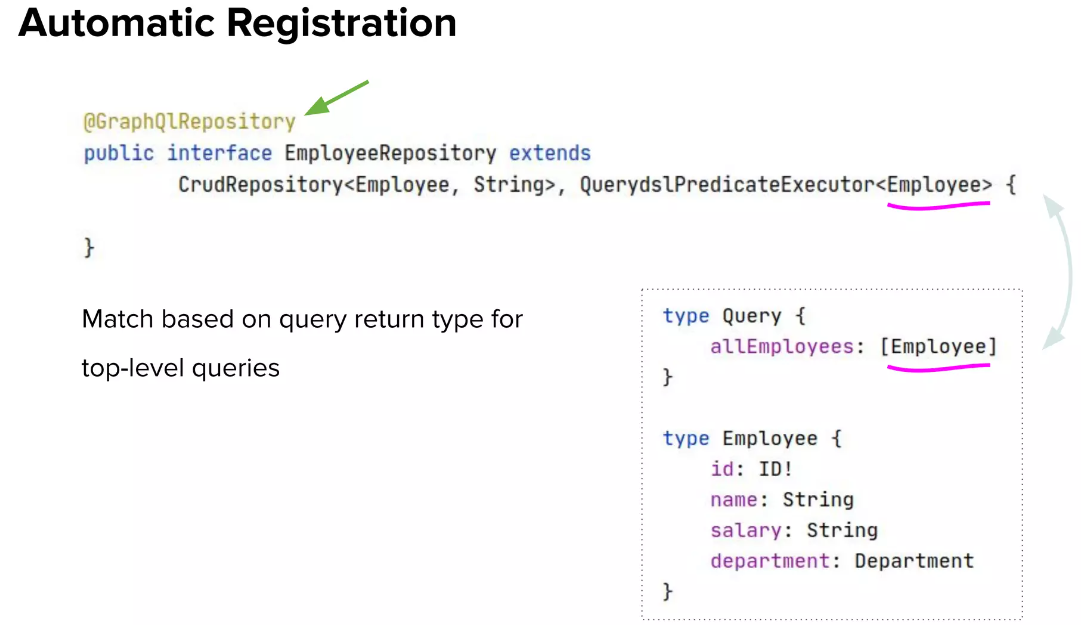 Automatic Registration
@GraphQlRepository
public interface EmployeeRepository extends
CrudRepository<Employee, String>, QuerydslPredicateExecutor<Employee> {
}
Match based on query return type for
top-level queries
type Query {
allEmployees: [Employee]
}
type Employee {
id: ID!
name: String
salary: String
department: Department
}